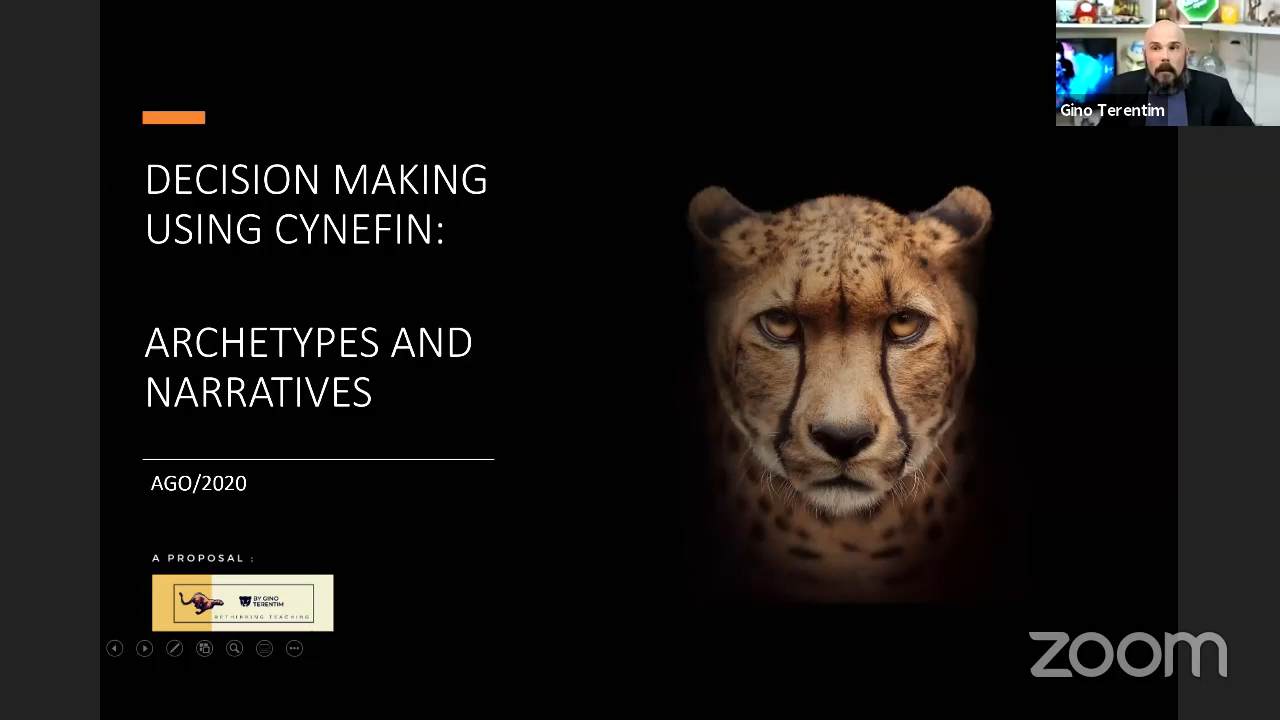 DECISION MAKING
USING CYNEFIN:
ARCHETYPES AND
NARRATIVES
AGO/2020
A PROPOSAL :
BY GINO
TERENTIM
RETHINKING TEACHING
Gino Terentim
zoom